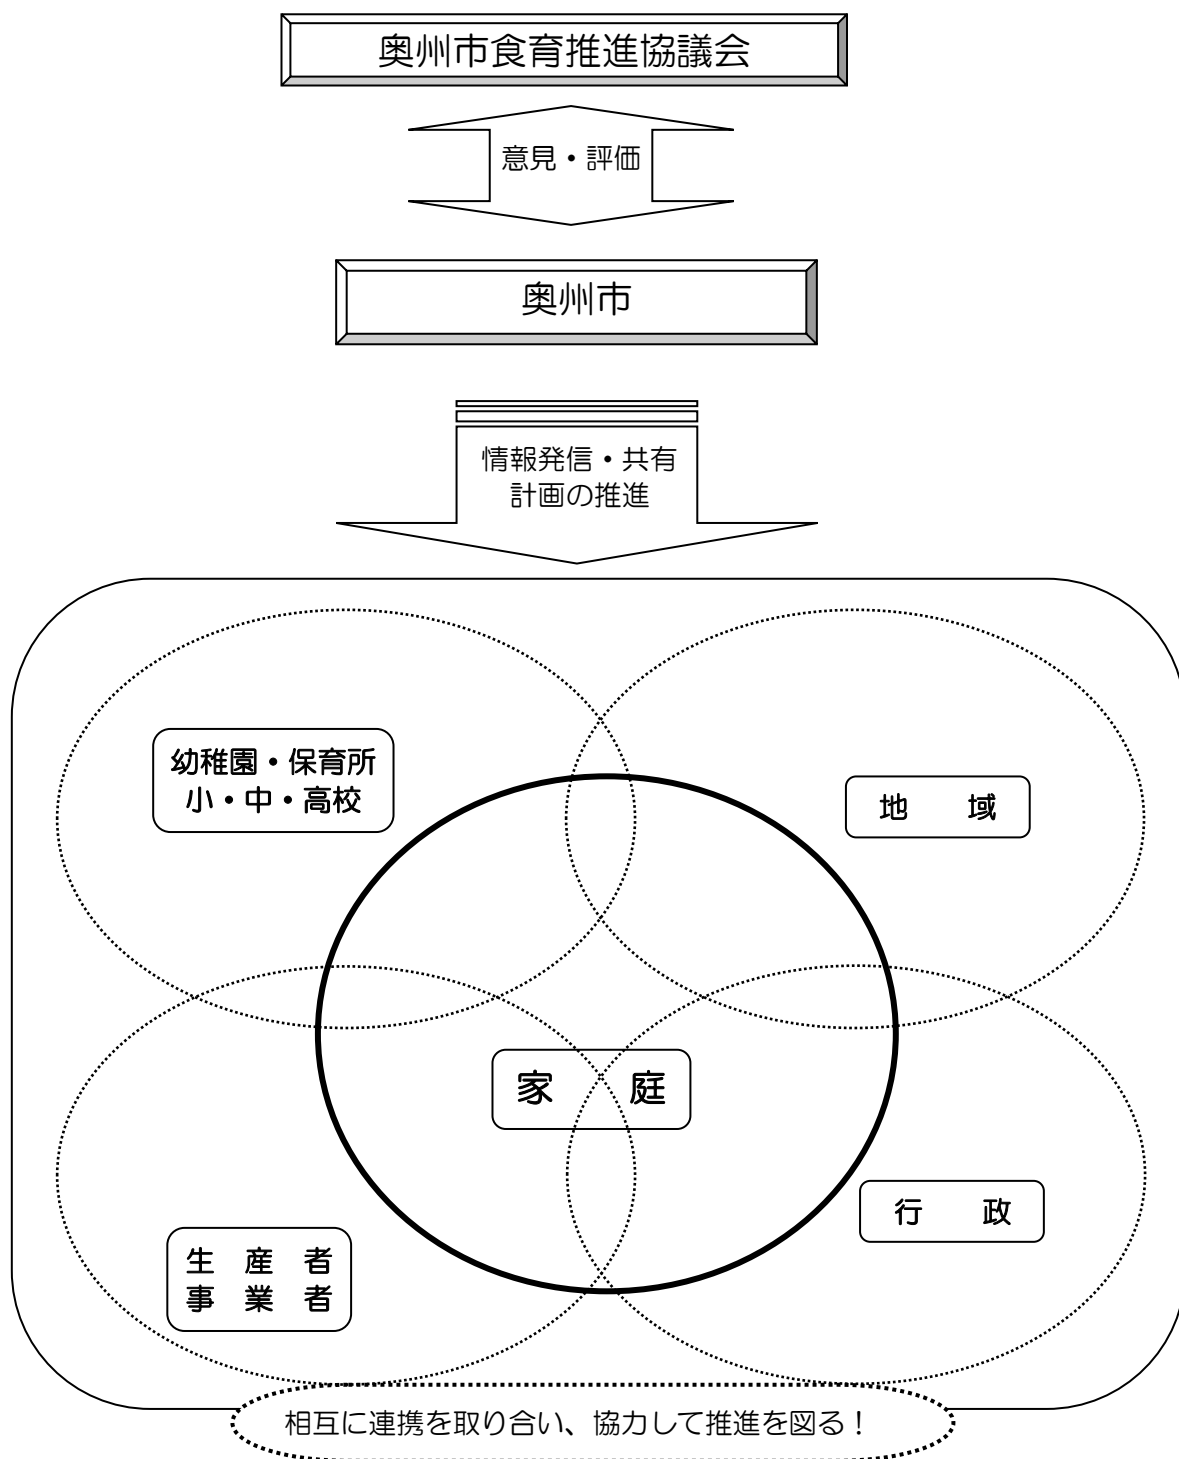 奥州市食育推進協議会
意見・評価
奥州市
情報発信・共有
計画の推進
幼稚園・保育所
小・中・高校
地　域
家　庭
行　政
生　産　者
事　業　者
相互に連携を取り合い、協力して推進を図る！